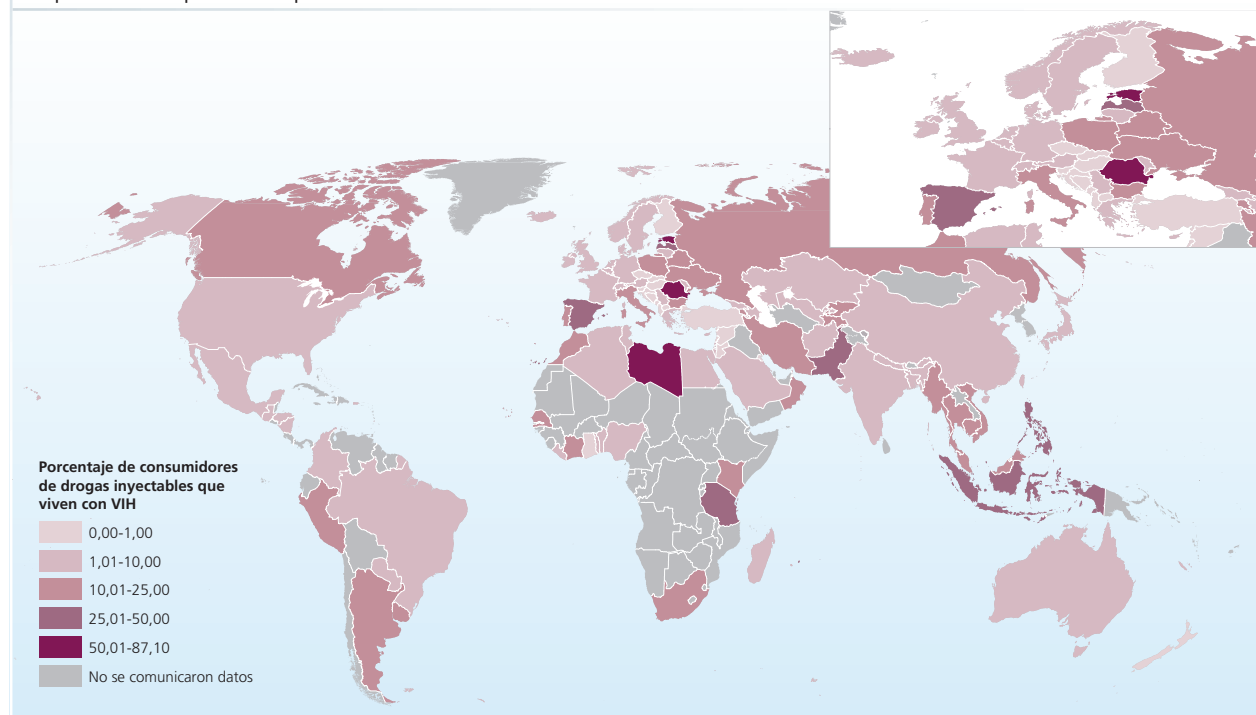 Porcentaje de consumidores
de drogas inyectables que
viven con VIH
0,00-1,00
1,01-10,00
10,01-25,00
25,01-50,00
50,01-87,10
No se comunicaron datos